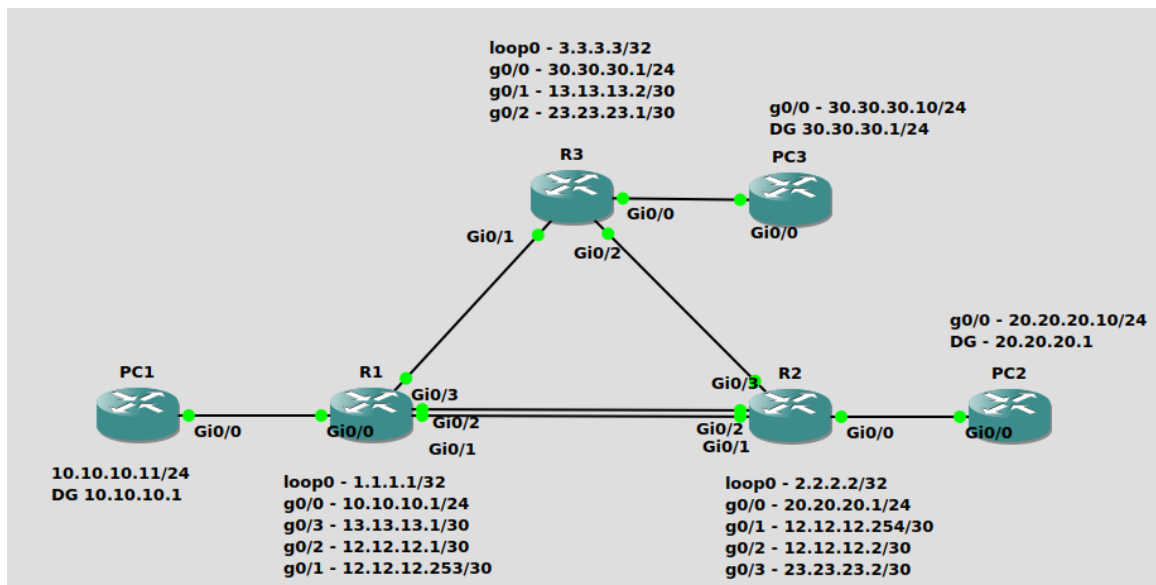 loop0 - 3.3.3.3/32
g0/0 - 30.30.30.1/24
g0/1 - 13.13.13.2/30
g0/2 - 23.23.23.1/30
g0/0 - 30.30.30.10/24
DG 30.30.30.1/24
R3
PC3
Gi0/0
Gi0/1
Gi0/0
Gi0/2
g0/0 - 20.20.20.10/24
DG - 20.20.20.1
PC1
R1
R2
PC2
Gi0/3
Gi0/3
Gi0/2
Gi0/2
Gi0/0
Gi0/0
Gi0/0
Gi0/0
Gi0/1
Gi0/1
10.10.10.11/24
DG 10.10.10.1
loop0 - 1.1.1.1/32
g0/0 - 10.10.10.1/24
g0/3 - 13.13.13.1/30
g0/2 - 12.12.12.1/30
g0/1 - 12.12.12.253/30
loop0 - 2.2.2.2/32
g0/0 - 20.20.20.1/24
g0/1 - 12.12.12.254/30
g0/2 - 12.12.12.2/30
g0/3 - 23.23.23.2/30